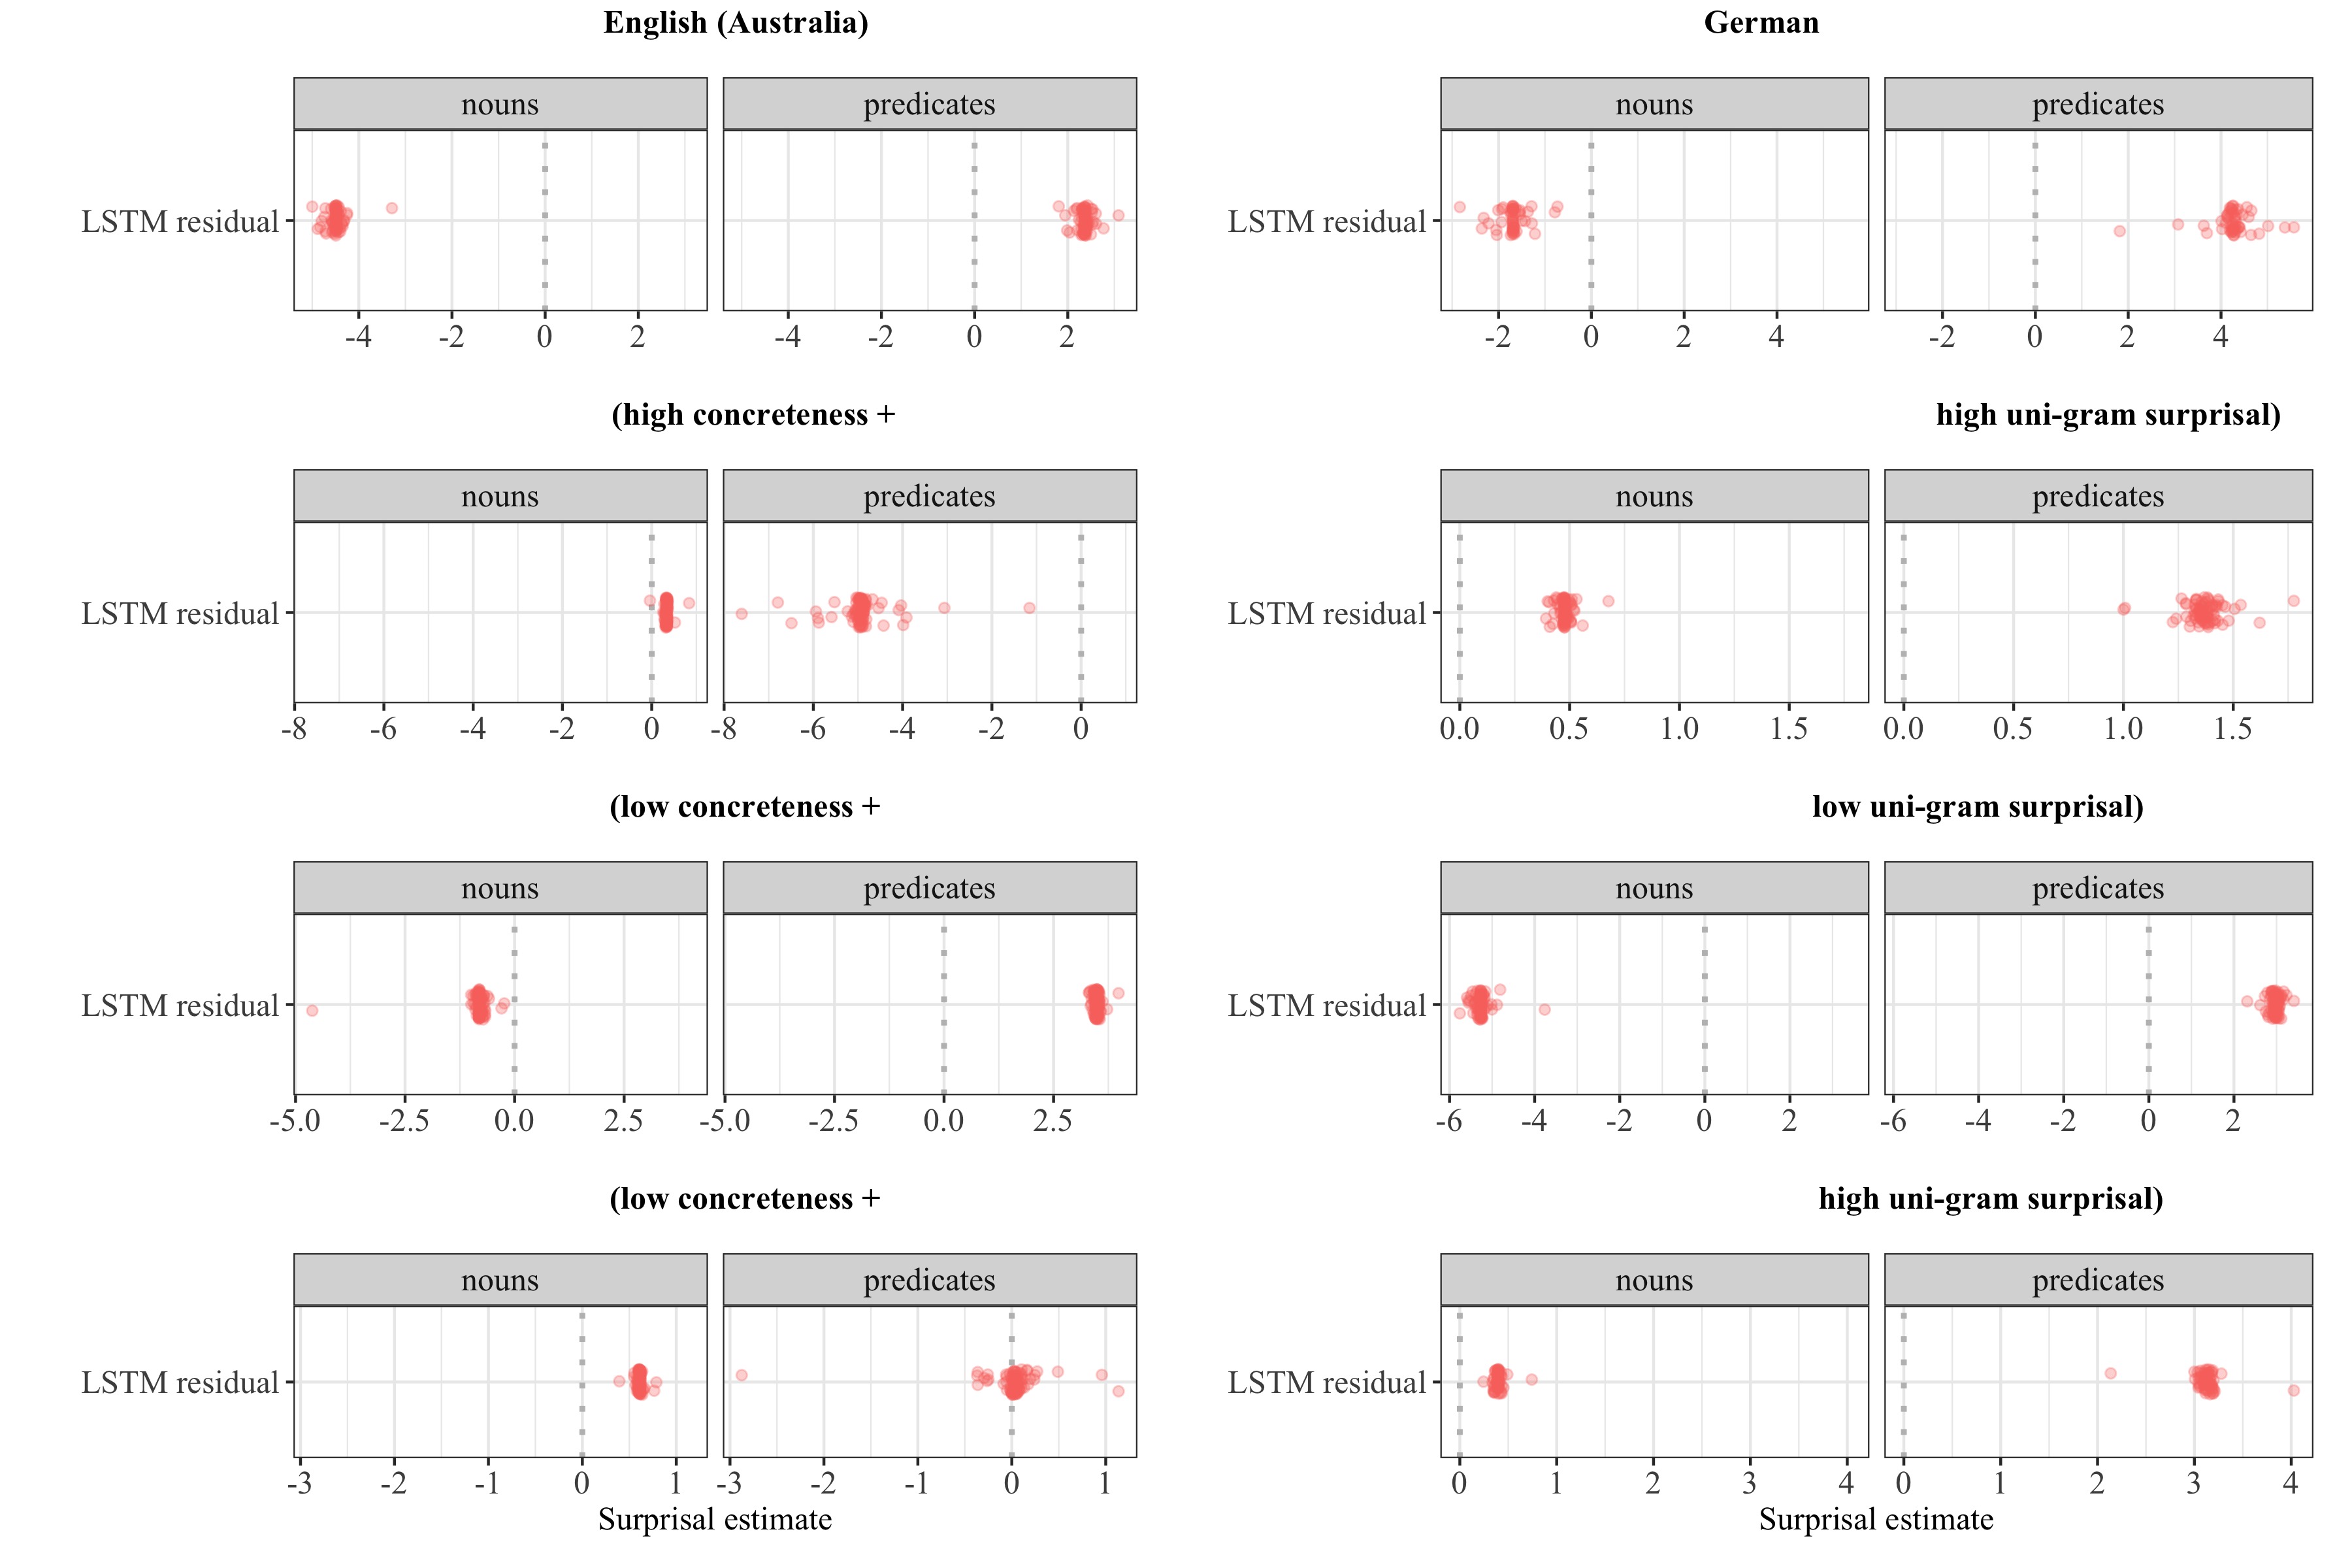 English (Australia) German
nouns predicates nouns predicates
LSTM residual LSTM residual
-4 -2 0 2 -4 -2 0 2 -2 0 2 4 -2 0 2 4
(high concreteness + high uni-gram surprisal)
nouns predicates nouns predicates
LSTM residual LSTM residual
-8 -6 -4 -2 0 -8 -6 -4 -2 0 0.0 0.5 1.0 1.5 0.0 0.5 1.0 1.5
(low concreteness + low uni-gram surprisal)
nouns predicates nouns predicates
LSTM residual LSTM residual
-5.0 -2.5 0.0 2.5 -5.0 -2.5 0.0 2.5 -6 -4 -2 0 2 -6 -4 -2 0 2
(low concreteness + high uni-gram surprisal)
nouns predicates nouns predicates
LSTM residual LSTM residual
-3 -2 -1 0 1 -3 -2 -1 0 1 0 1 2 3 4 0 1 2 3 4
Surprisal estimate Surprisal estimate